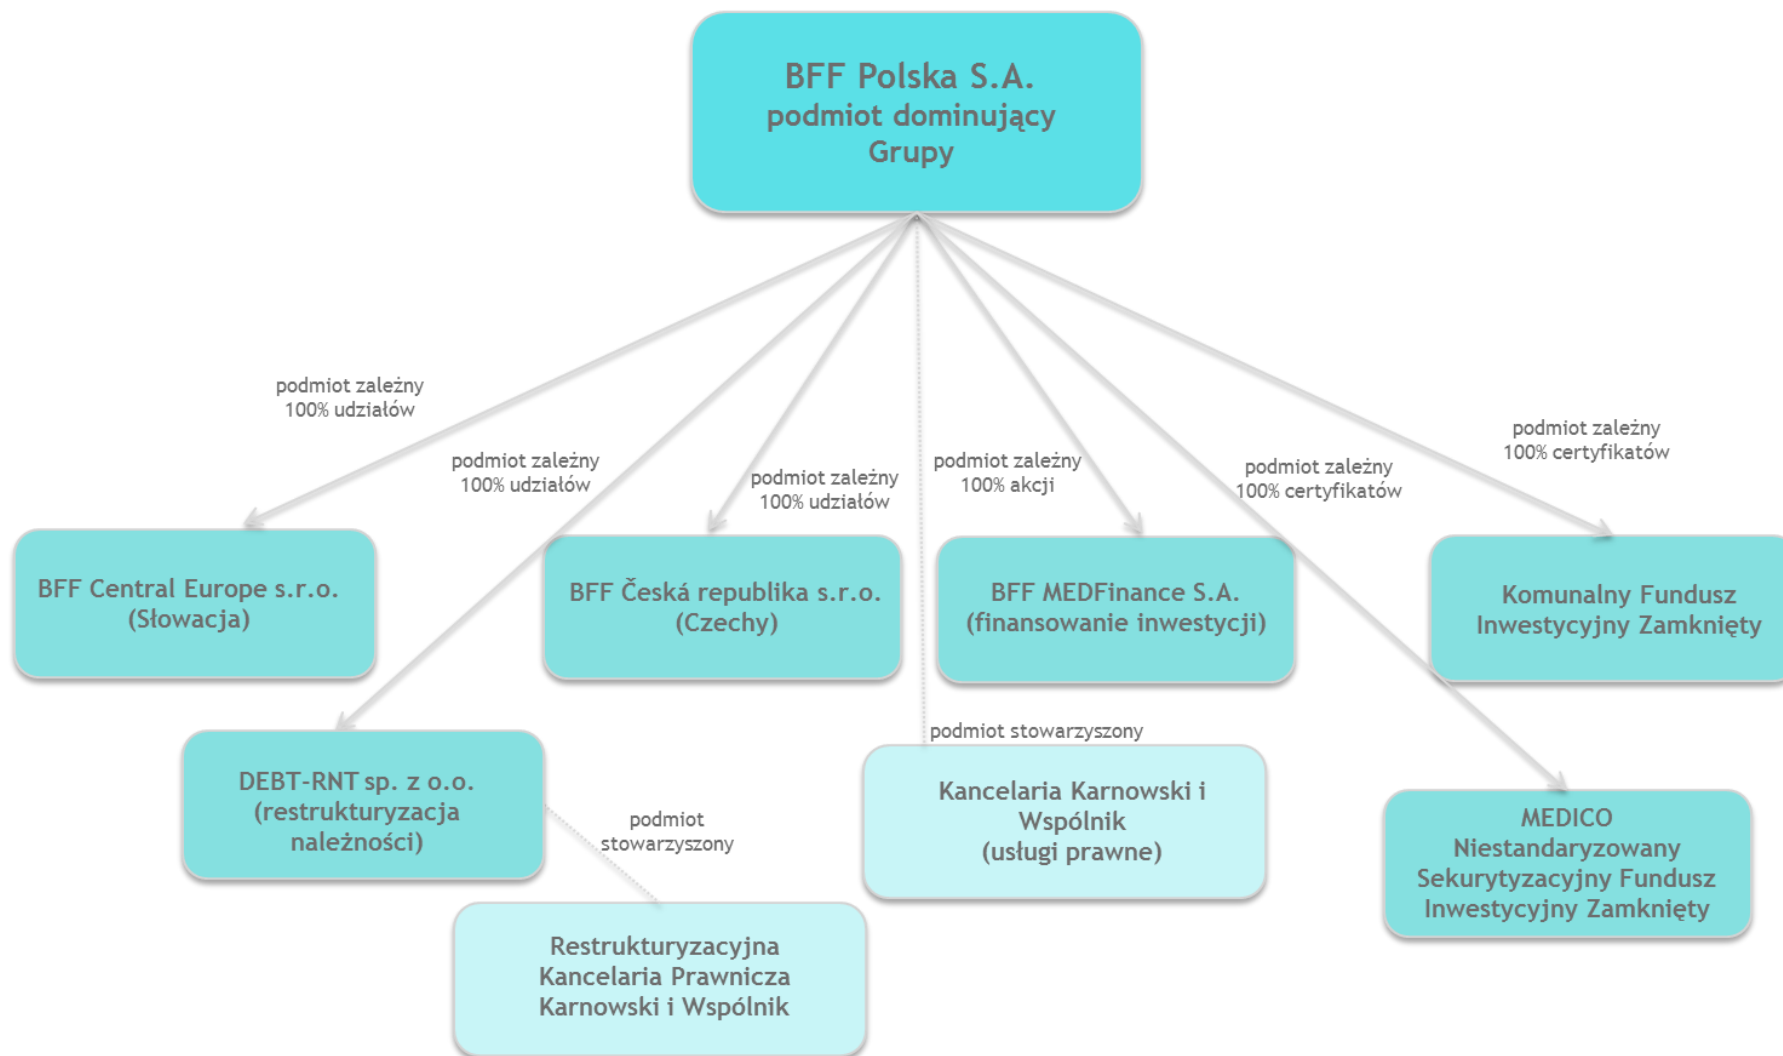 BFF Polska S.A.
podmiot dominujący
Grupy
podmiot zależny
100% udziałów
podmiot zależny
100% udziałów
podmiot zależny
100% udziałów
podmiot zależny
100% akcji
podmiot zależny
100% certyfikatów
podmiot zależny
100% certyfikatów
BFF Central Europe s.r.o.
(Słowacja)
BFF Česká republika s.r.o.
(Czechy)
BFF MEDFinance S.A.
(finansowanie inwestycji)
Komunalny Fundusz
Inwestycyjny Zamknięty
DEBT-RNT sp. z o.o.
(restrukturyzacja
należności)
podmiot
stowarzyszony
podmiot stowarzyszony
Kancelaria Karnowski i
Wspólnik
(usługi prawne)
MEDICO
Niestandaryzowany
Sekurytyzacyjny Fundusz
Inwestycyjny Zamknięty
Restrukturyzacyjna
Kancelaria Prawnicza
Karnowski i Wspólnik